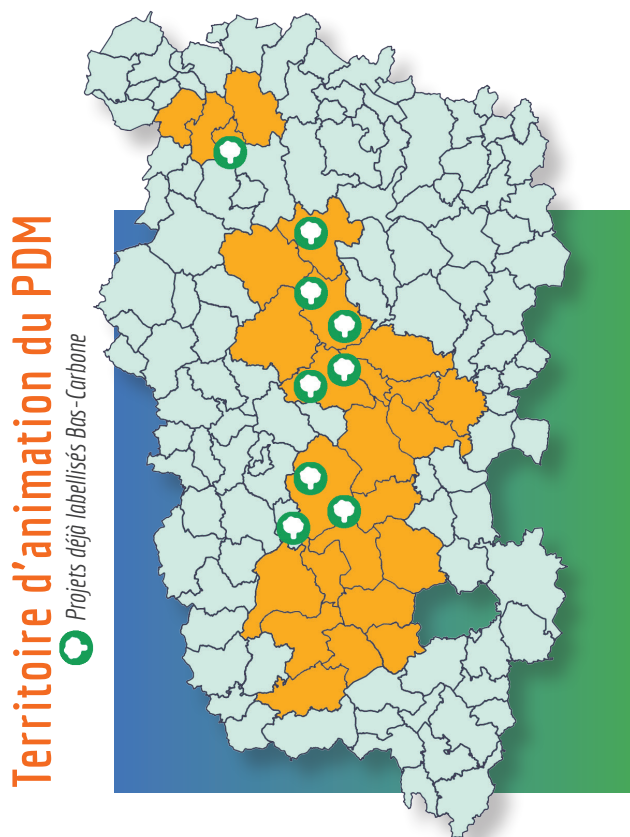 Territoire d'animation du PDM
Projets déjà labellisés Bas-Carbone